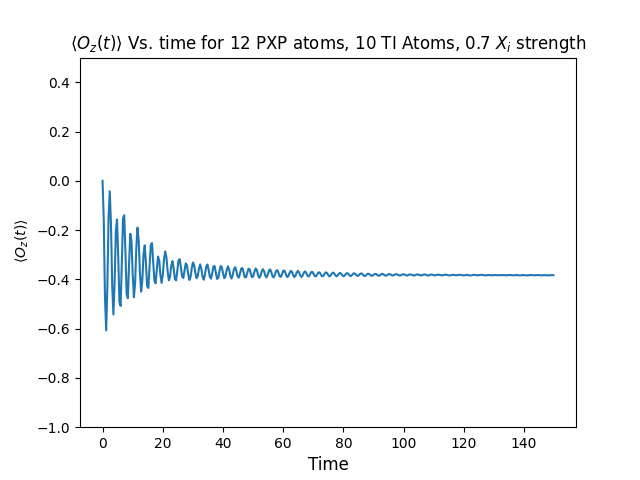 ⟨O_z(t)⟩ Vs. time for 12 PXP atoms, 10 TI Atoms, 0.7 X_i strength
0.4
0.2
0.0
−0.2
−0.4
−0.6
−0.8
−1.0
⟨O_z(t)⟩
0 20 40 60 80 100 120 140
Time